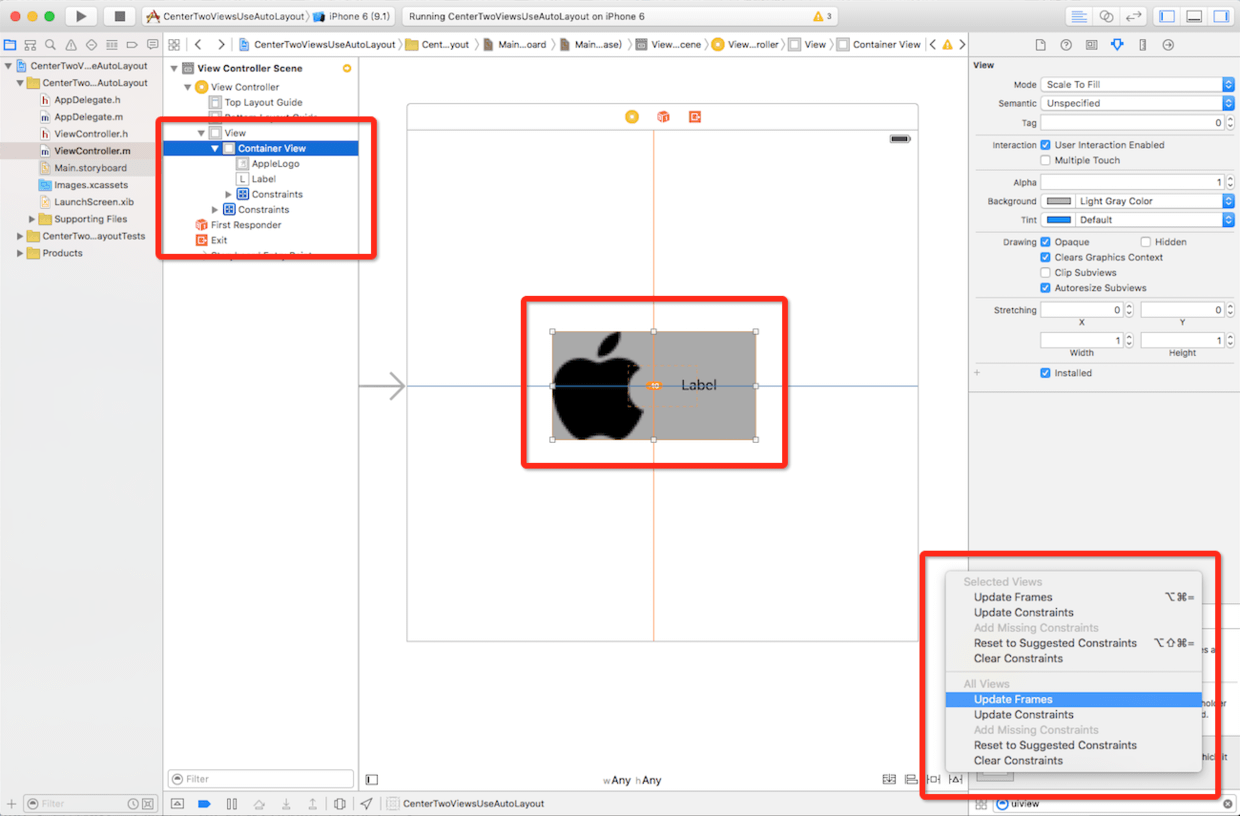 CenterTwoViewsUseAutoLayout
iPhone 6 (9.1)
Running CenterTwoViewsUseAutoLayout on iPhone 6
3
CenterTwoViewsUseAutoLayout
Cent...yout
Main...oard
Main...ase)
View...cene
View...roller
View
Container View
CenterTwoV...eAutoLayout
CenterTwo...AutoLayout
AppDelegate.h
AppDelegate.m
ViewController.h
ViewController.m
Main.storyboard
Images.xcassets
LaunchScreen.xib
Supporting Files
CenterTwo...ayoutTests
Products
Filter
View Controller Scene
View Controller
Top Layout Guide
Bottom Layout Guide
View
Container View
AppleLogo
L Label
Constraints
Constraints
First Responder
Exit
Storyboard Entry Point
Filter
10
Label
wAny hAny
CenterTwoViewsUseAutoLayout
View
Mode Scale To Fill
Semantic Unspecified
Tag 0
Interaction User Interaction Enabled
Multiple Touch
Alpha 1
Background Light Gray Color
Tint Default
Drawing Opaque Hidden
Clears Graphics Context
Clip Subviews
Autoresize Subviews
Stretching 0 0
X Y
1 1
Width Height
+ Installed
Selected Views
Update Frames ⌥⌘=
Update Constraints
Add Missing Constraints
Reset to Suggested Constraints ⌥⇧⌘=
Clear Constraints
All Views
Update Frames
Update Constraints
Add Missing Constraints
Reset to Suggested Constraints
Clear Constraints
uiview